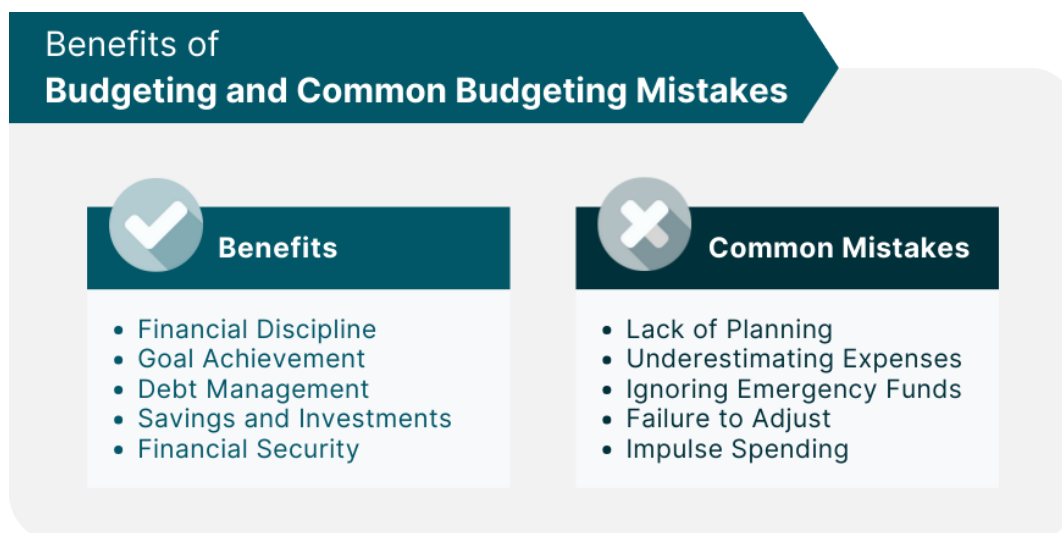 Benefits of
Budgeting and Common Budgeting Mistakes
Benefits
• Financial Discipline
• Goal Achievement
• Debt Management
• Savings and Investments
• Financial Security
Common Mistakes
• Lack of Planning
• Underestimating Expenses
• Ignoring Emergency Funds
• Failure to Adjust
• Impulse Spending